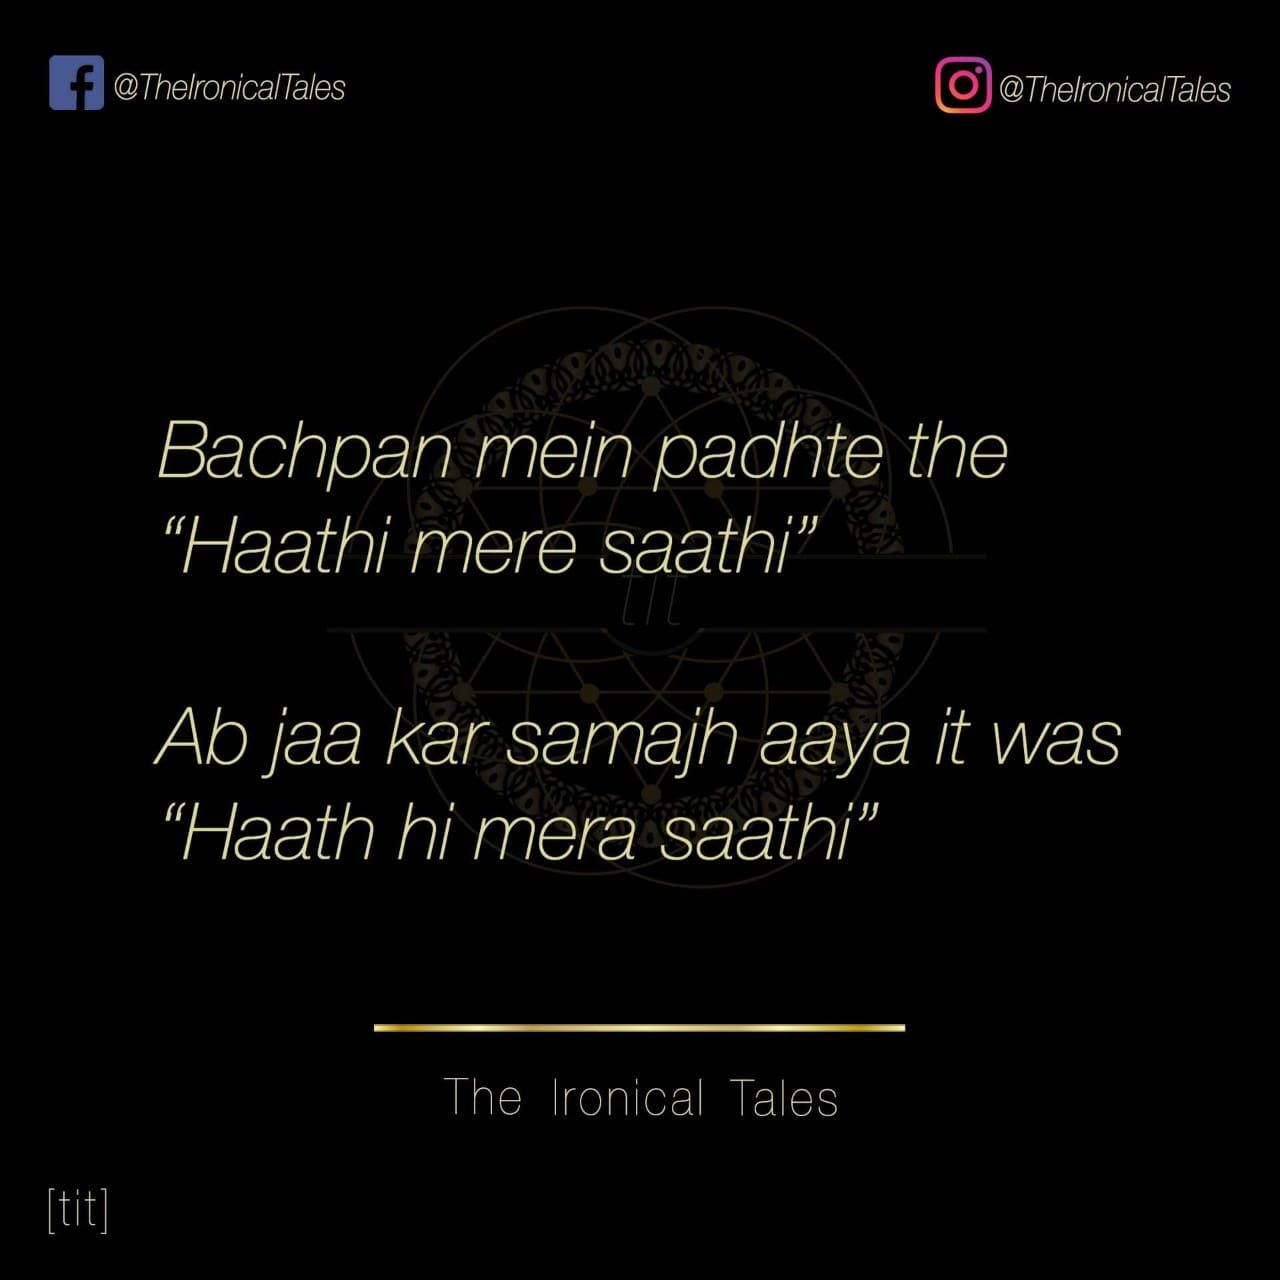 @TheIronicalTales
@TheIronicalTales
Bachpan mein padhte the
“Haathi mere saathi”
tit
Ab jaa kar samajh aaya it was
“Haath hi mera saathi”
The Ironical Tales
[tit]